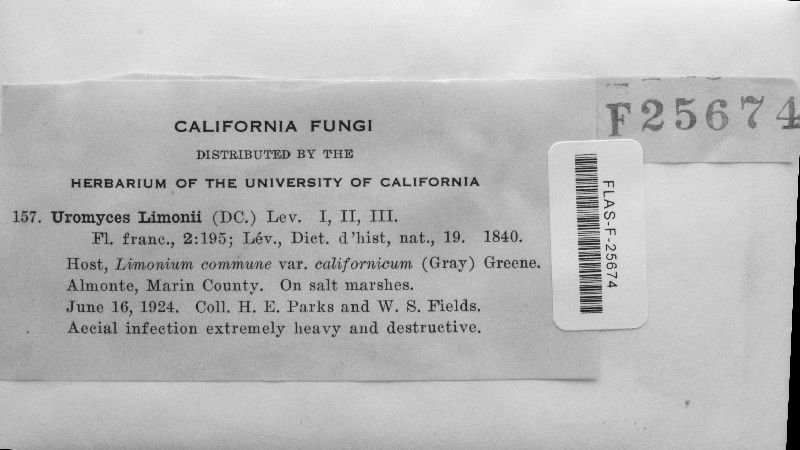 CALIFORNIA FUNGI
DISTRIBUTED BY THE
HERBARIUM OF THE UNIVERSITY OF CALIFORNIA
157. Uromyces Limonii (DC.) Lev. I, II, III.
Fl. franc., 2:195; Lév., Dict. d'hist, nat., 19. 1840.
Host, Limonium commune var. californicum (Gray) Greene.
Almonte, Marin County. On salt marshes.
June 16, 1924. Coll. H. E. Parks and W. S. Fields.
Aecial infection extremely heavy and destructive.
F25674
FLAS-F-25674